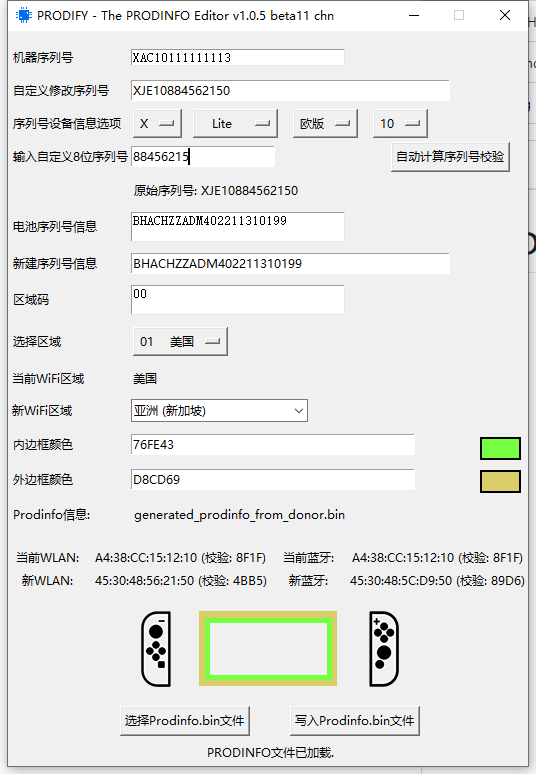 PRODIFY - The PRODINFO Editor v1.0.5 beta11 chn
机器序列号 XAC10111111113
自定义修改序列号 XJE10884562150
序列号设备信息选项 X Lite 欧版 10
输入自定义8位序列号 88456215 自动计算序列号校验
原始序列号: XJE10884562150
电池序列号信息 BHACHZZADM402211310199
新建序列号信息 BHACHZZADM402211310199
区域码 00
选择区域 01 美国
当前WiFi区域 美国
新WiFi区域 亚洲 (新加坡)
内边框颜色 76FE43
外边框颜色 D8CD69
Prodinfo信息: generated_prodinfo_from_donor.bin
当前WLAN: A4:38:CC:15:12:10 (校验: 8F1F) 当前蓝牙: A4:38:CC:15:12:10 (校验: 8F1F)
新WLAN: 45:30:48:56:21:50 (校验: 4BB5) 新蓝牙: 45:30:48:5C:D9:50 (校验: 89D6)
选择Prodinfo.bin文件 写入Prodinfo.bin文件
PRODINFO文件已加载.